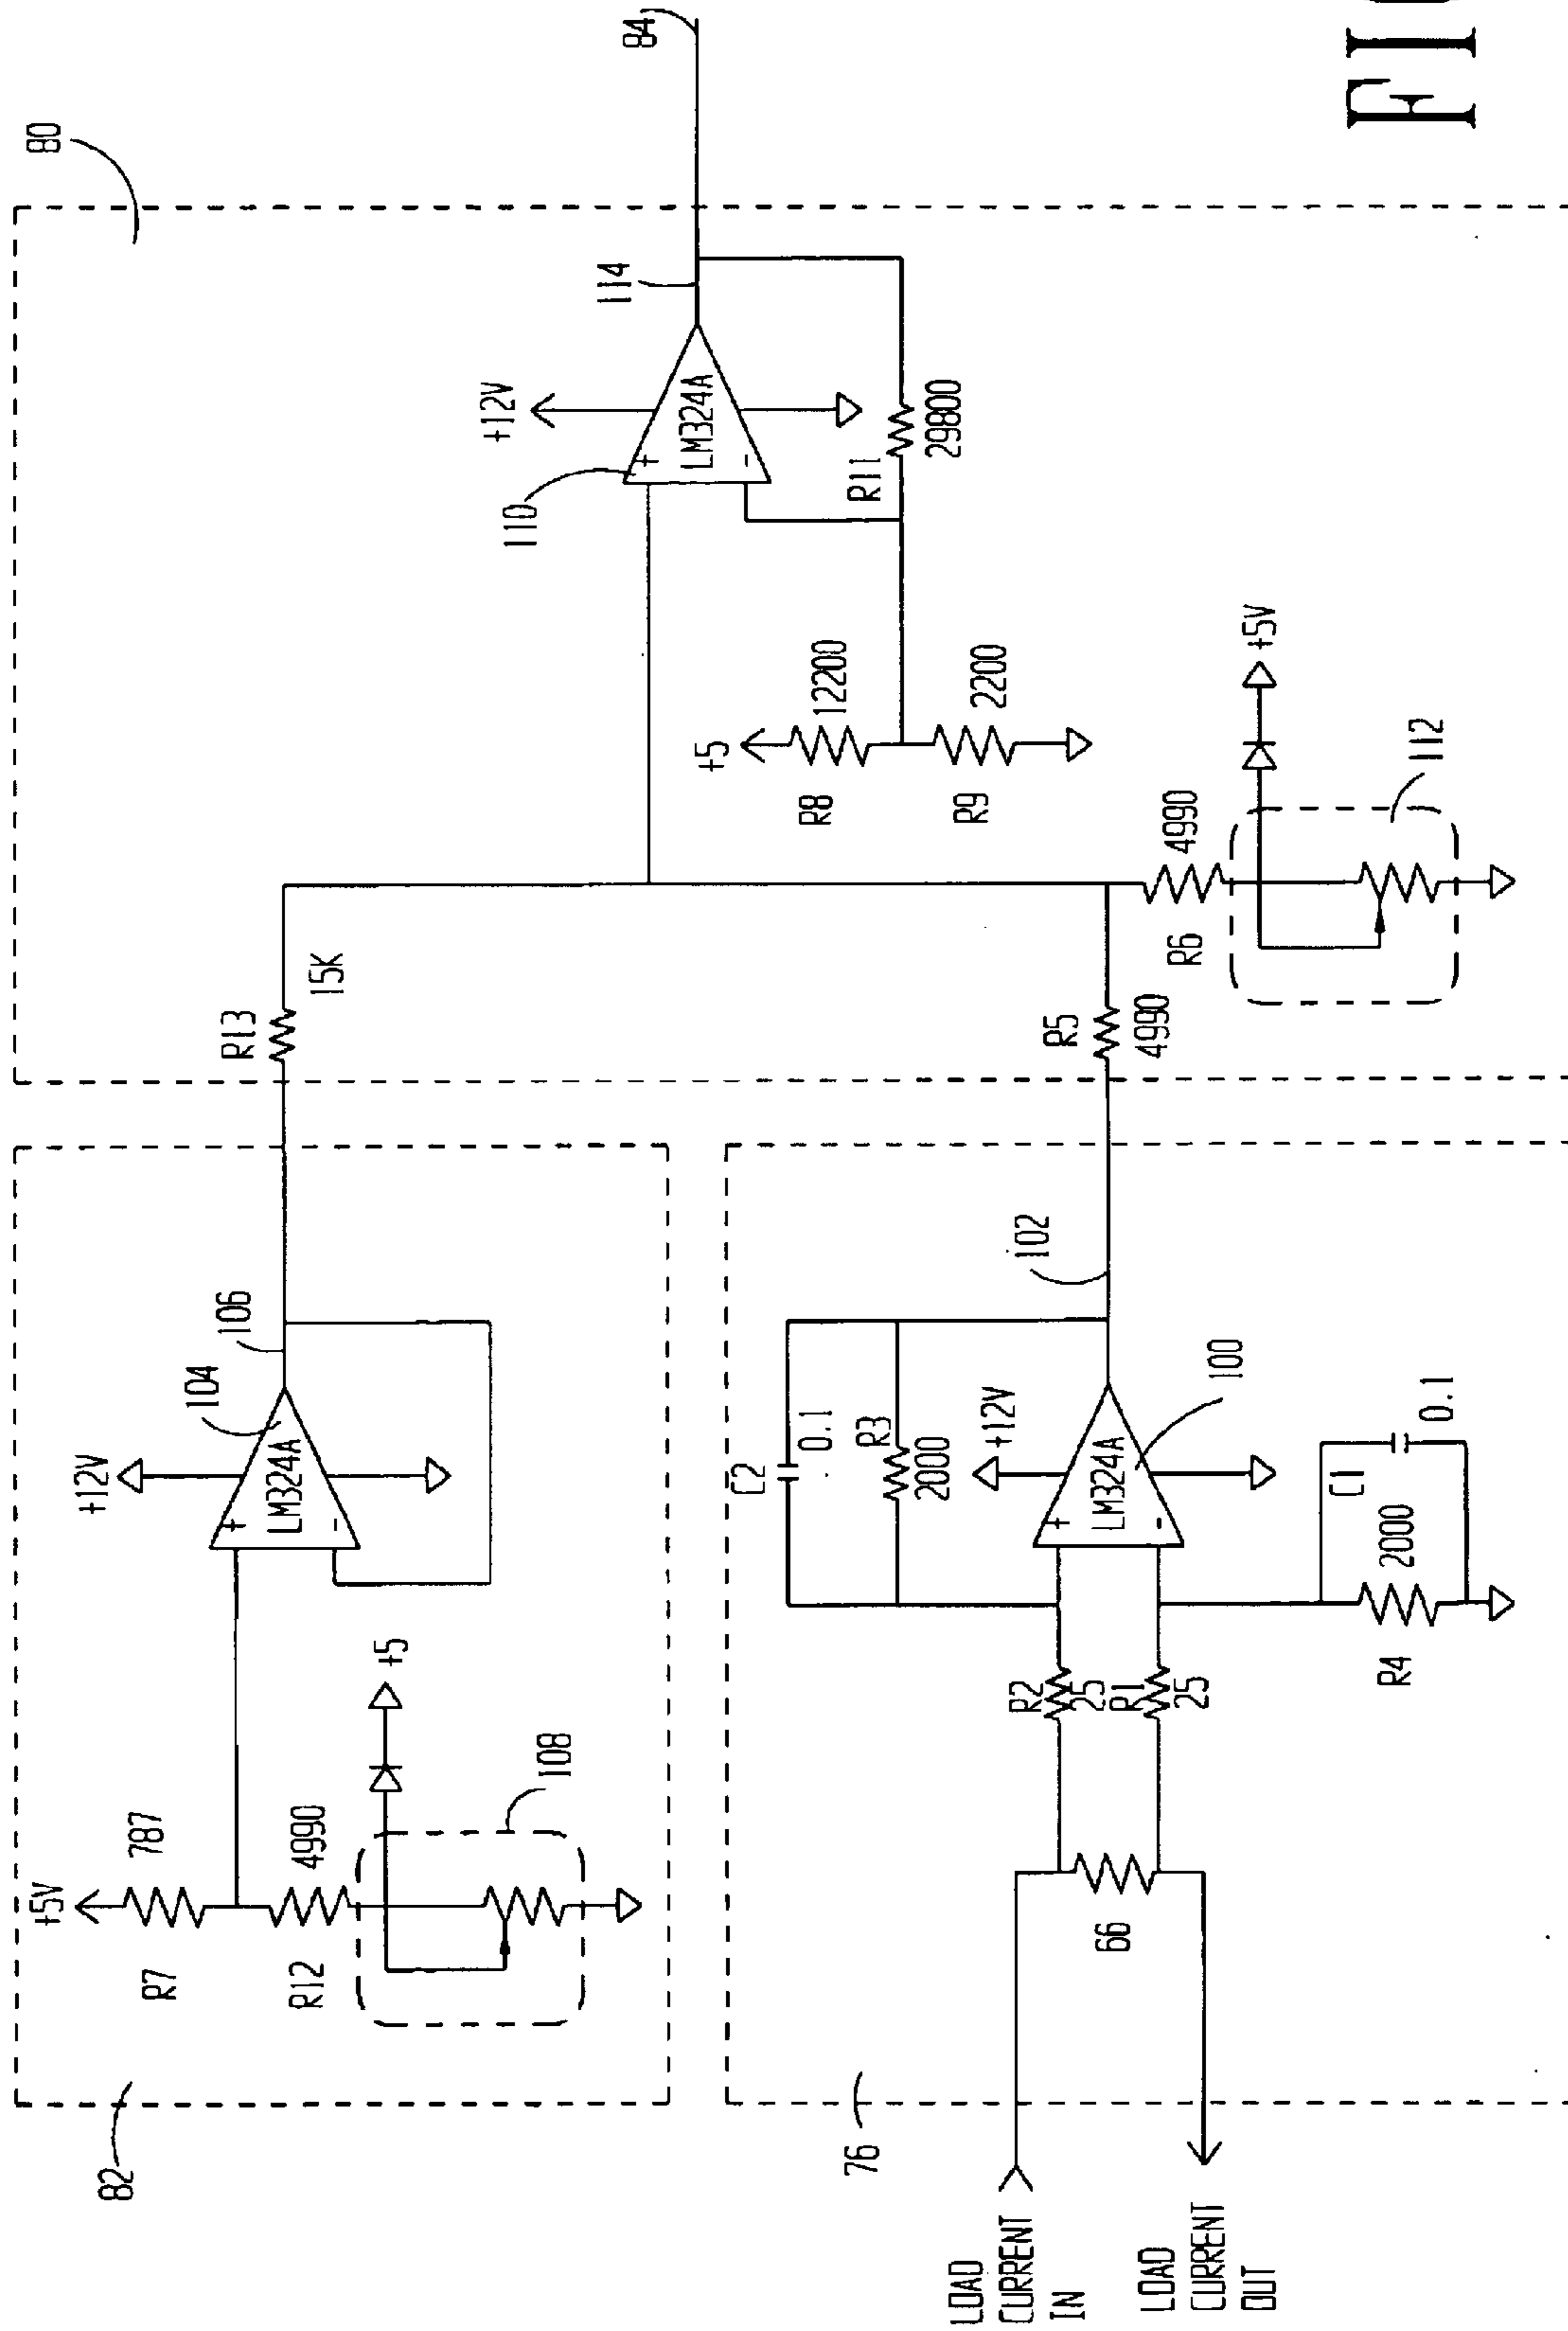 80
84
114
+12V
+
LM324A
-
110
R11
29800
+5
12200
R8
2200
R9
+5V
4990
R6
112
R13
15K
R5
4990
106
104
+12V
+
LM324A
-
+5V
787
R7
4990
R12
+5
108
82
102
100
C2
0.1
R3
2000
+12V
+
LM324A
-
R2
25
R1
25
C1
0.1
2000
R4
66
76
LOAD
CURRENT
IN
LOAD
CURRENT
OUT